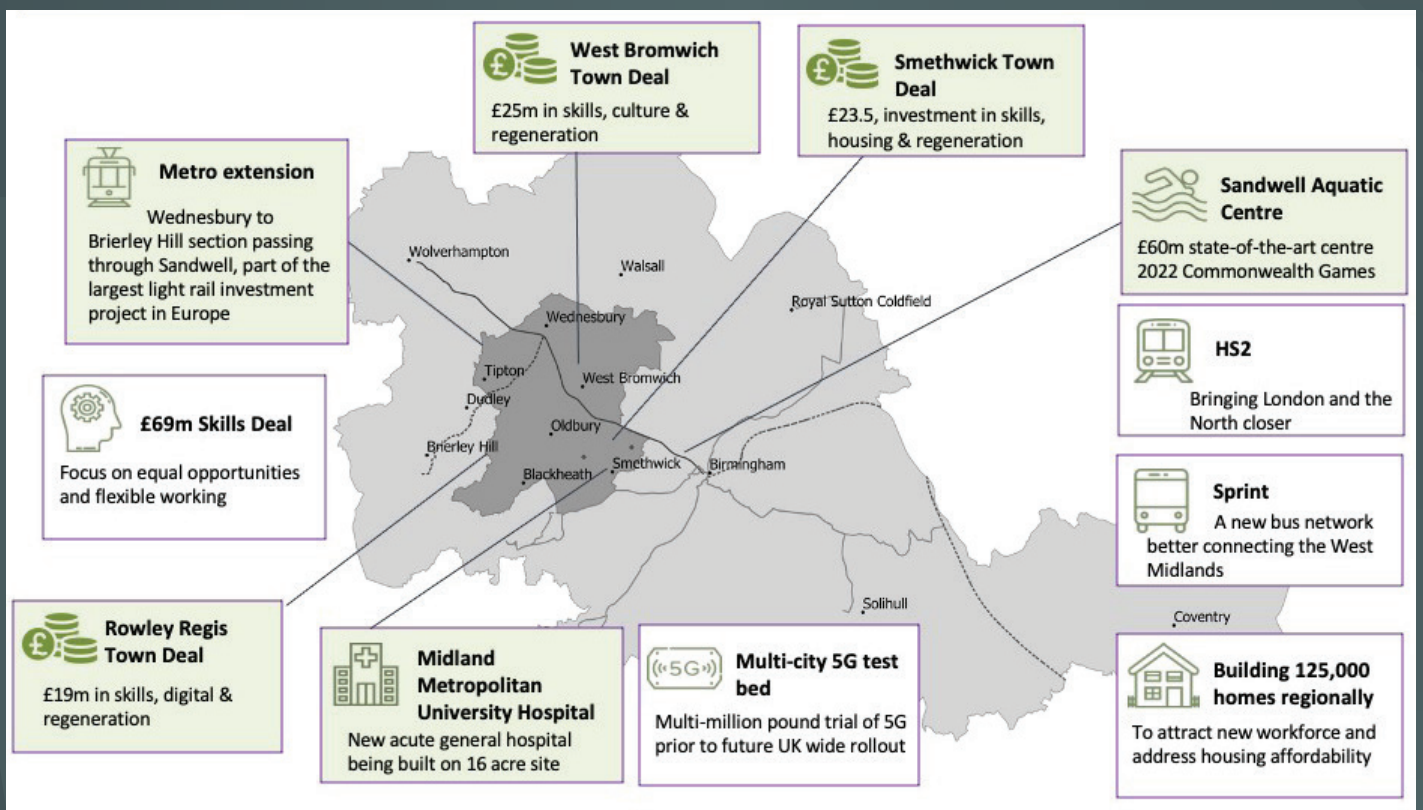 West Bromwich
Town Deal
£25m in skills, culture &
regeneration
Smethwick Town
Deal
£23.5, investment in skills,
housing & regeneration
Metro extension
Wednesbury to
Brierley Hill section passing
through Sandwell, part of the
largest light rail investment
project in Europe
Sandwell Aquatic
Centre
£60m state-of-the-art centre
2022 Commonwealth Games
Wolverhampton
Walsall
Royal Sutton Coldfield
Wednesbury
Tipton
West Bromwich
Dudley
Oldbury
Brierley Hill
Blackheath
Smethwick
Birmingham
Solihull
Coventry
HS2
Bringing London and the
North closer
£69m Skills Deal
Focus on equal opportunities
and flexible working
Sprint
A new bus network
better connecting the West
Midlands
Rowley Regis
Town Deal
£19m in skills, digital &
regeneration
Midland
Metropolitan
University Hospital
New acute general hospital
being built on 16 acre site
5G
Multi-city 5G test
bed
Multi-million pound trial of 5G
prior to future UK wide rollout
Building 125,000
homes regionally
To attract new workforce and
address housing affordability